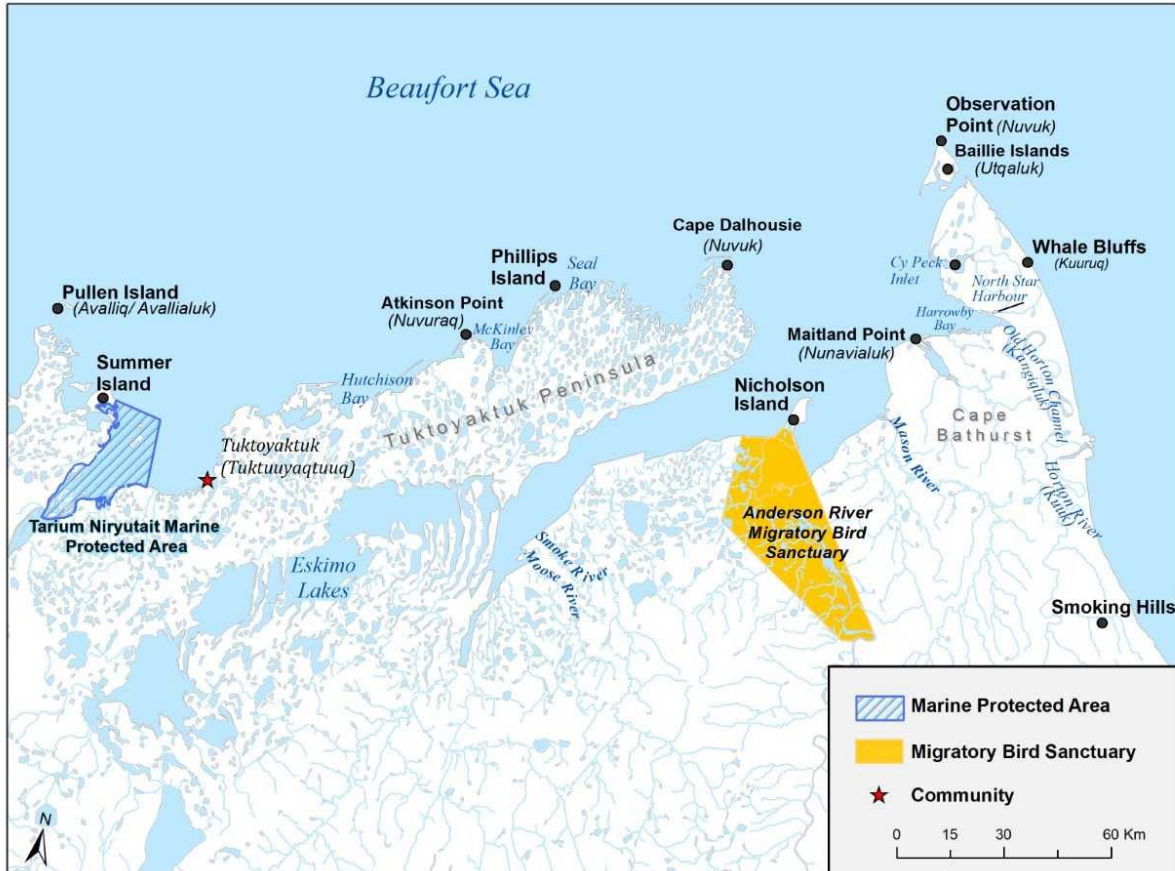 Beaufort Sea
Observation
Point (Nuvuk)
Baillie Islands
(Utqaluk)
Cape Dalhousie
(Nuvuk)
Phillips
Island
Seal
Bay
Cy Peck
Inlet
Whale Bluffs
(Kuuruq)
North Star
Harbour
Pullen Island
(Avalliq/ Avallialuk)
Atkinson Point
(Nuvuraq)
McKinley
Bay
Harrowby
Bay
Maitland Point
(Nunavialuk)
Old Horton Channel
(Kangiqluk)
Summer
Island
Hutchison
Bay
Tuktoyaktuk Peninsula
Nicholson
Island
Cape
Bathurst
Mason River
Tuktoyaktuk
(Tuktuuyaqtuuq)
Horton River
(Kuuk)
Tarium Niryutait Marine
Protected Area
Anderson River
Migratory Bird
Sanctuary
Eskimo
Lakes
Smoke River
Moose River
Smoking Hills
Marine Protected Area
Migratory Bird Sanctuary
Community
0 15 30 60 Km
N